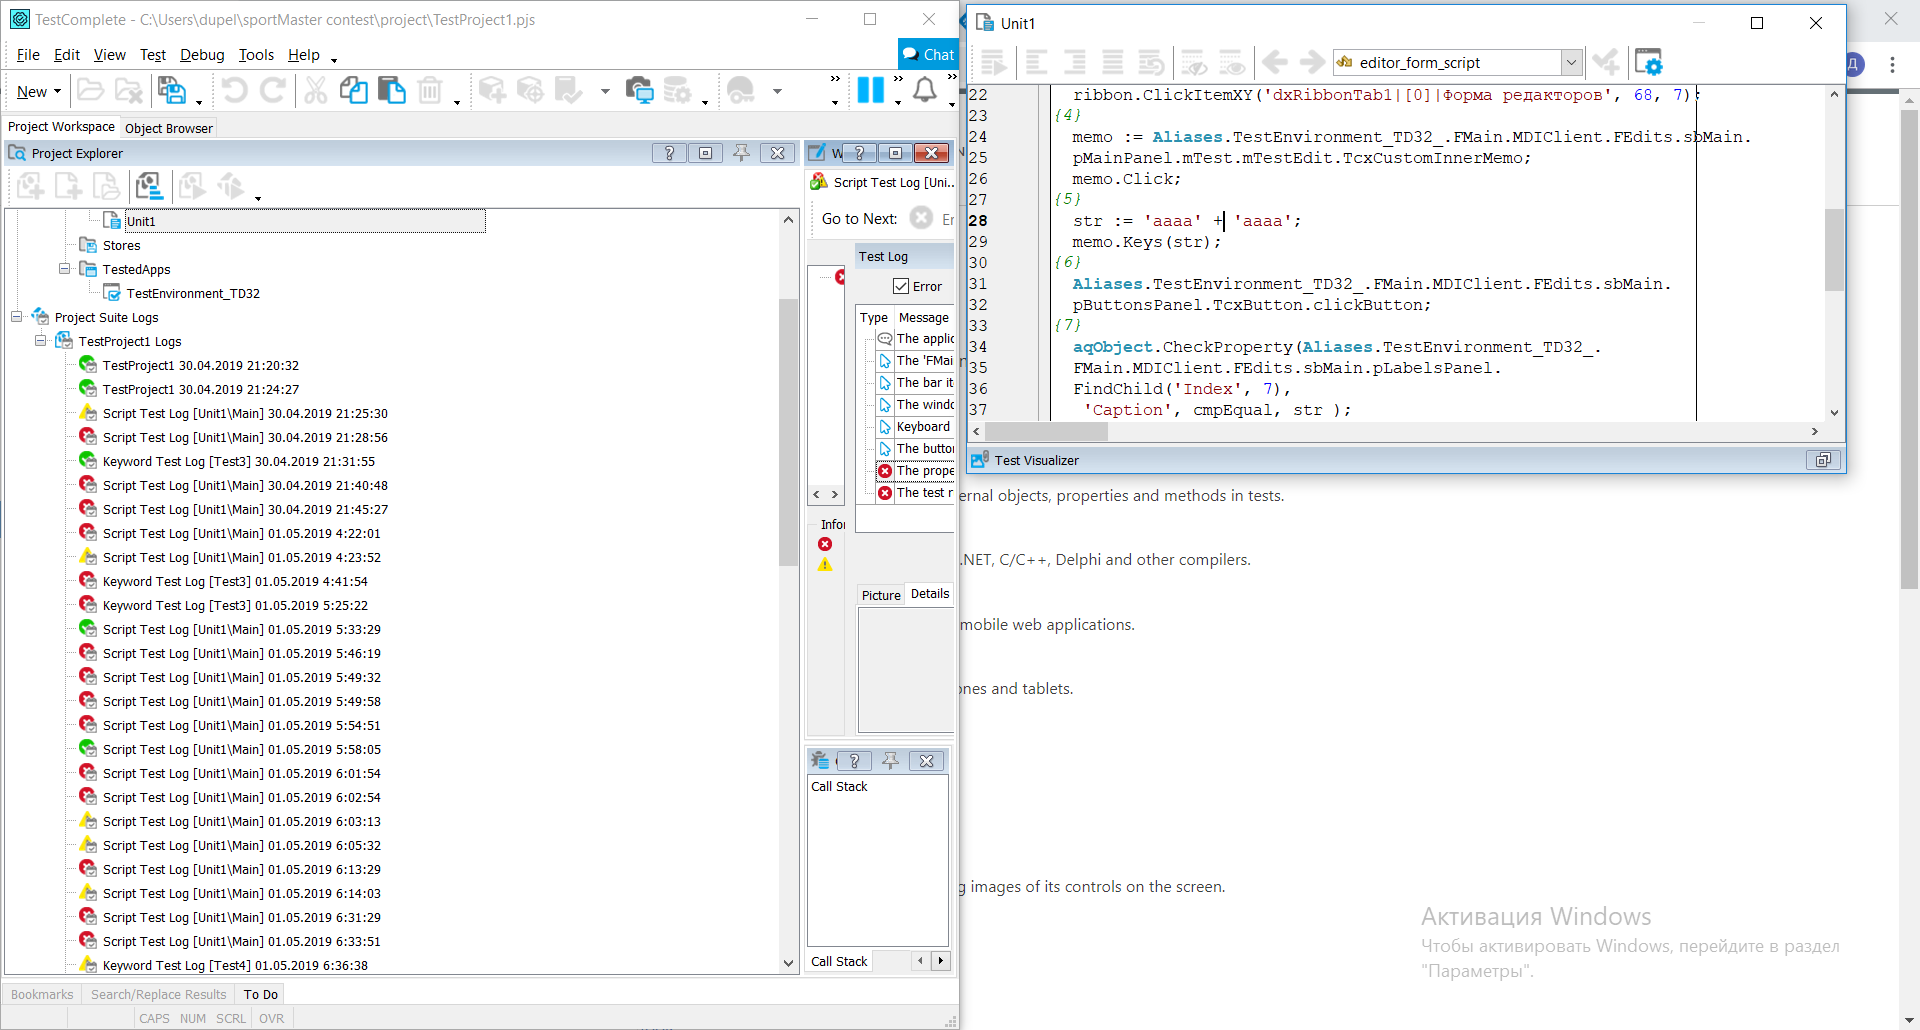 TestComplete - C:\Users\dupel\sportMaster contest\project\TestProject1.pjs
File Edit View Test Debug Tools Help
Chat
New
Project Workspace Object Browser
Project Explorer
Unit1
Stores
TestedApps
TestEnvironment_TD32
Project Suite Logs
TestProject1 Logs
TestProject1 30.04.2019 21:20:32
TestProject1 30.04.2019 21:24:27
Script Test Log [Unit1\Main] 30.04.2019 21:25:30
Script Test Log [Unit1\Main] 30.04.2019 21:28:56
Keyword Test Log [Test3] 30.04.2019 21:31:55
Script Test Log [Unit1\Main] 30.04.2019 21:40:48
Script Test Log [Unit1\Main] 30.04.2019 21:45:27
Script Test Log [Unit1\Main] 01.05.2019 4:22:01
Script Test Log [Unit1\Main] 01.05.2019 4:23:52
Keyword Test Log [Test3] 01.05.2019 4:41:54
Keyword Test Log [Test3] 01.05.2019 5:25:22
Script Test Log [Unit1\Main] 01.05.2019 5:33:29
Script Test Log [Unit1\Main] 01.05.2019 5:46:19
Script Test Log [Unit1\Main] 01.05.2019 5:49:32
Script Test Log [Unit1\Main] 01.05.2019 5:49:58
Script Test Log [Unit1\Main] 01.05.2019 5:54:51
Script Test Log [Unit1\Main] 01.05.2019 5:58:05
Script Test Log [Unit1\Main] 01.05.2019 6:01:54
Script Test Log [Unit1\Main] 01.05.2019 6:02:54
Script Test Log [Unit1\Main] 01.05.2019 6:03:13
Script Test Log [Unit1\Main] 01.05.2019 6:05:32
Script Test Log [Unit1\Main] 01.05.2019 6:13:29
Script Test Log [Unit1\Main] 01.05.2019 6:14:03
Script Test Log [Unit1\Main] 01.05.2019 6:31:29
Script Test Log [Unit1\Main] 01.05.2019 6:33:51
Keyword Test Log [Test4] 01.05.2019 6:36:38
Bookmarks Search/Replace Results To Do
CAPS NUM SCRL OVR
W
Script Test Log [Uni...
Go to Next: Er
Test Log
Error
Type Message
The applic
The 'FMai
The bar it
The windo
Keyboard
The butto
The prope
The test r
Infor
Picture Details
Call Stack
Call Stack
Unit1
editor_form_script
22 ribbon.ClickItemXY('dxRibbonTab1|[0]|Форма редакторов', 68, 7);
23 {4}
24 memo := Aliases.TestEnvironment_TD32_.FMain.MDIClient.FEdits.sbMain.
25 pMainPanel.mTest.mTestEdit.TcxCustomInnerMemo;
26 memo.Click;
27 {5}
28 str := 'aaaa' + 'aaaa';
29 memo.Keys(str);
30 {6}
31 Aliases.TestEnvironment_TD32_.FMain.MDIClient.FEdits.sbMain.
32 pButtonsPanel.TcxButton.clickButton;
33 {7}
34 aqObject.CheckProperty(Aliases.TestEnvironment_TD32_.
35 FMain.MDIClient.FEdits.sbMain.pLabelsPanel.
36 FindChild('Index', 7),
37 'Caption', cmpEqual, str );
Test Visualizer
Д
ernal objects, properties and methods in tests.
.NET, C/C++, Delphi and other compilers.
mobile web applications.
ones and tablets.
g images of its controls on the screen.
Активация Windows
Чтобы активировать Windows, перейдите в раздел
"Параметры".